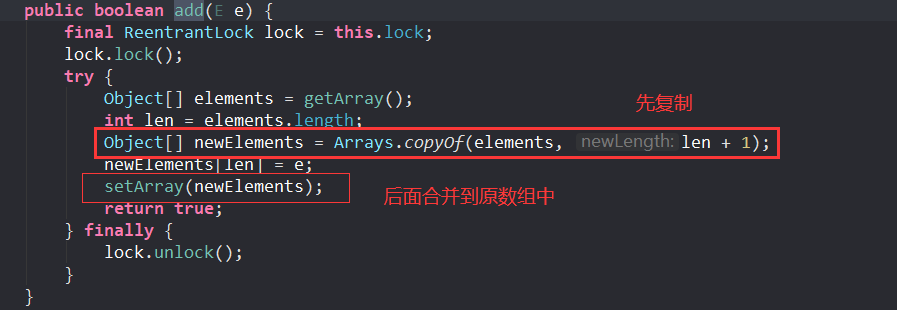 public boolean add(E e) {
final ReentrantLock lock = this.lock;
lock.lock();
try {
Object[] elements = getArray();
先复制
int len = elements.length;
Object[] newElements = Arrays.copyOf(elements, newLength: len + 1);
newElements[len] = e;
setArray(newElements);
后面合并到原数组中
return true;
} finally {
lock.unlock();
}
}